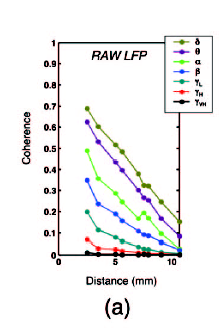 RAW LFP
δ
θ
α
β
γL
γH
γVH
Coherence
1
0.9
0.8
0.7
0.6
0.5
0.4
0.3
0.2
0.1
0
0 5 10
Distance (mm)
(a)